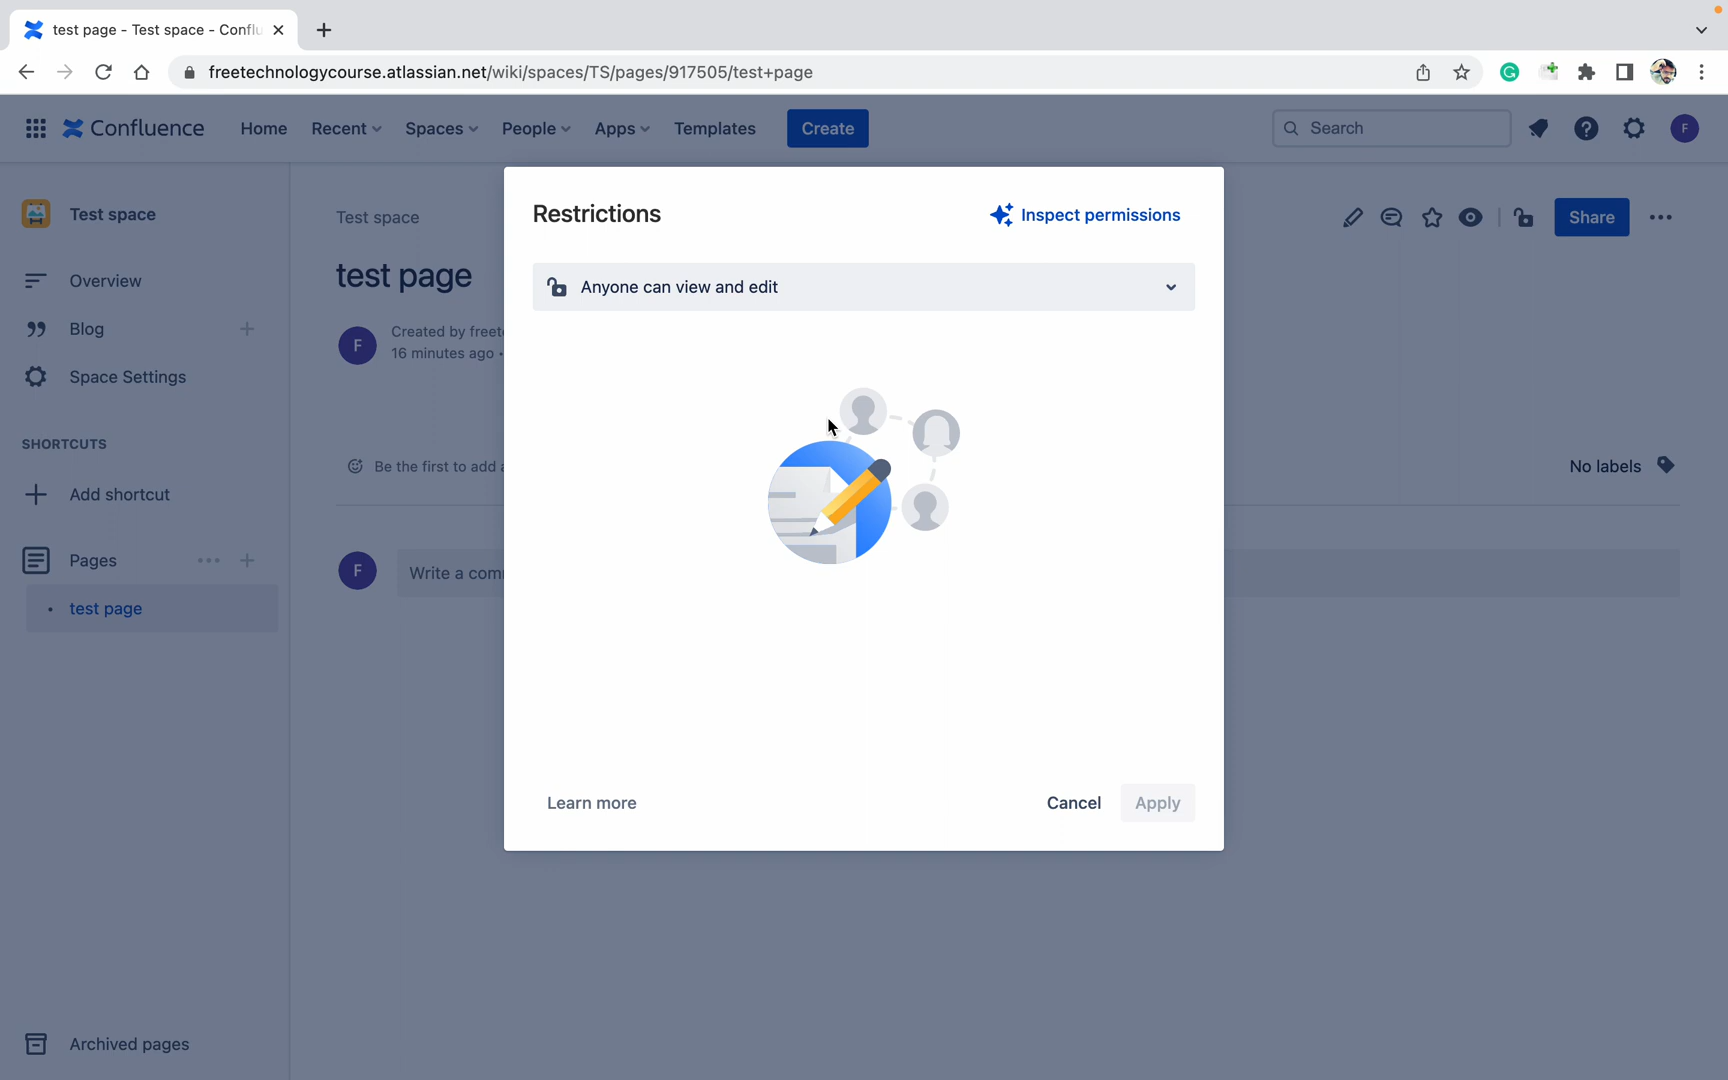 test page - Test space - Conflu
freetechnologycourse.atlassian.net/wiki/spaces/TS/pages/917505/test+page
Confluence
Home
Recent
Spaces
People
Apps
Templates
Create
Search
F
Test space
Overview
Blog
Space Settings
SHORTCUTS
Add shortcut
Pages
test page
Archived pages
Test space
Share
test page
F
Created by freet
16 minutes ago •
Be the first to add a
No labels
F
Write a com
Restrictions
Inspect permissions
Anyone can view and edit
Learn more
Cancel
Apply